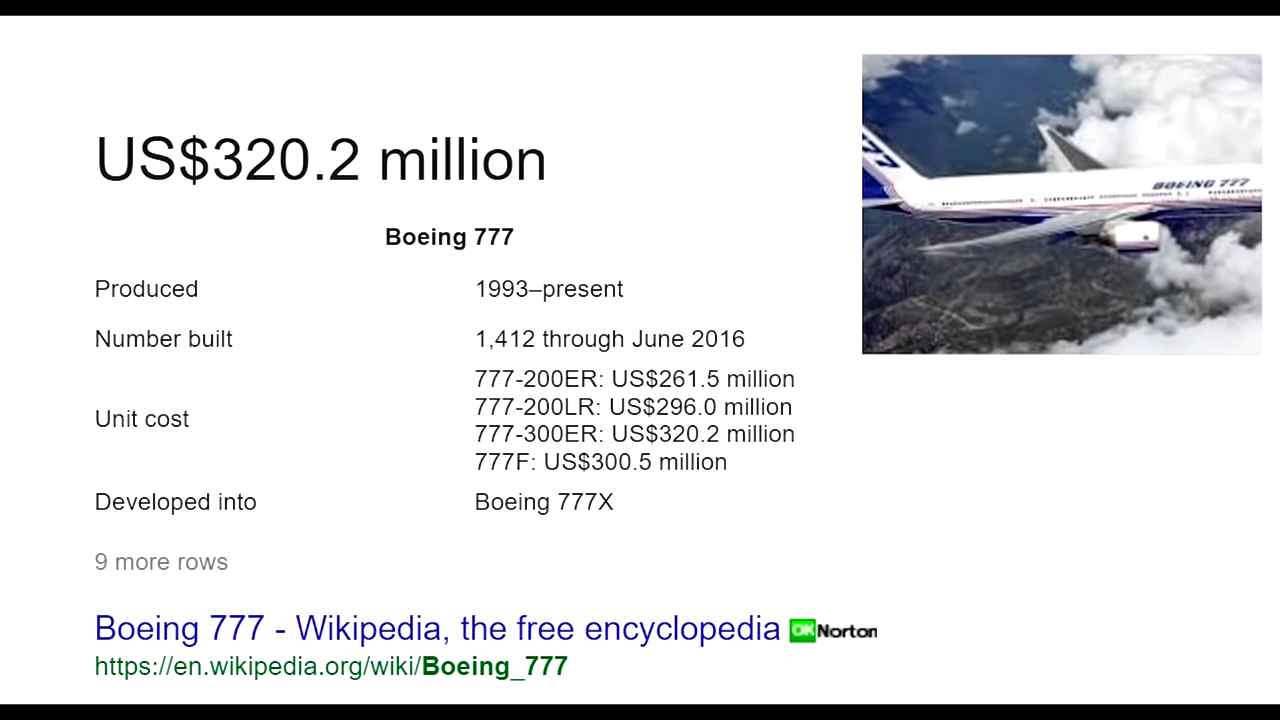 US$320.2 million
Boeing 777
Produced 1993–present
Number built 1,412 through June 2016
Unit cost
777-200ER: US$261.5 million
777-200LR: US$296.0 million
777-300ER: US$320.2 million
777F: US$300.5 million
Developed into Boeing 777X
9 more rows
Boeing 777 - Wikipedia, the free encyclopedia OK Norton
https://en.wikipedia.org/wiki/Boeing_777
BOEING 777